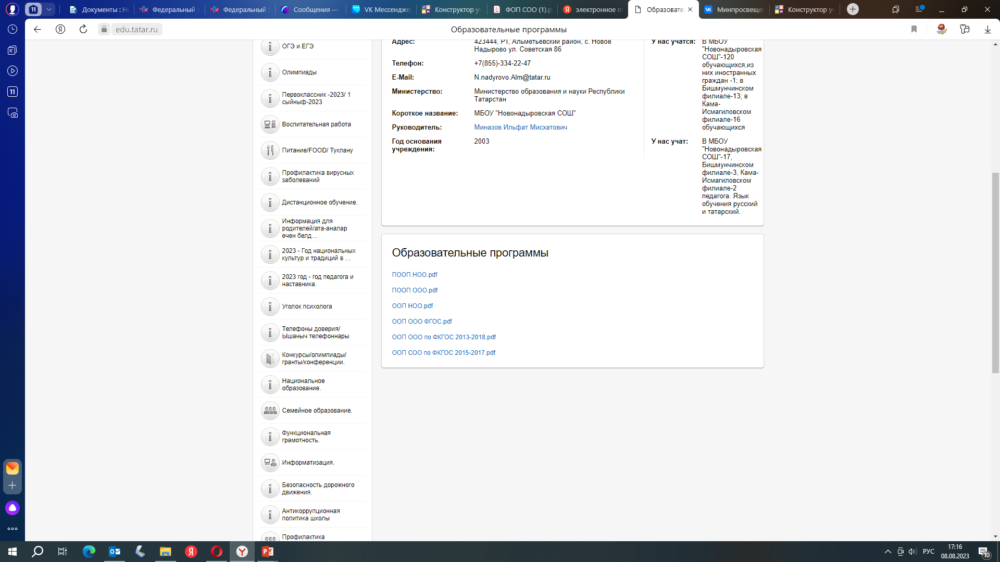 11
Документы : Н
Федеральный
Федеральный
Сообщения —
VK Мессендже
Конструктор у
ФОП СОО (1).р
электронное о
Образовате
Минпросвеще
Конструктор у
edu.tatar.ru
Образовательные программы
11
ОГЭ и ЕГЭ
Олимпиады
Первоклассник -2023/ 1
сыйныф-2023
Воспитательная работа
Питание/FOOD/ Туклану
Профилактика вирусных
заболеваний
Дистанционное обучение.
Информация для
родителей/ата-аналар
өчен белд…
2023 - Год национальных
культур и традиций в …
2023 год - год педагога и
наставника.
Уголок психолога
Телефоны доверия/
Ышаныч телефоннары
Конкурсы/олимпиады/
гранты/конференции.
Национальное
образование.
Семейное образование.
Функциональная
грамотность.
Информатизация.
Безопасность дорожного
движения.
Антикоррупционная
политика школы
Профилактика
Адрес:
423444, РТ, Альметьевский район, с. Новое
Надырово ул. Советская 86
Телефон:
+7(855)-334-22-47
E-Mail:
N.nadyrovo.Alm@tatar.ru
Министерство:
Министерство образования и науки Республики
Татарстан
Короткое название:
МБОУ "Новонадыровская СОШ"
Руководитель:
Миназов Ильфат Мисхатович
Год основания
учреждения:
2003
У нас учатся:
В МБОУ
"Новонадыровская
СОШ"-120
обучающихся,из
них иностранных
граждан -1; в
Бишмунчинском
филиале-13; в
Кама-
Исмагиловском
филиале-16
обучающихся
У нас учат:
В МБОУ
"Новонадыровская
СОШ"-17,
Бишмунчинском
филиале-3, Кама-
Исмагиловском
филиале-2
педагога. Язык
обучения русский
и татарский.
Образовательные программы
ПООП НОО.pdf
ПООП ООО.pdf
ООП НОО.pdf
ООП ООО ФГОС.pdf
ООП ООО по ФКГОС 2013-2018.pdf
ООП СОО по ФКГОС 2015-2017.pdf
РУС
17:16
08.08.2023
10